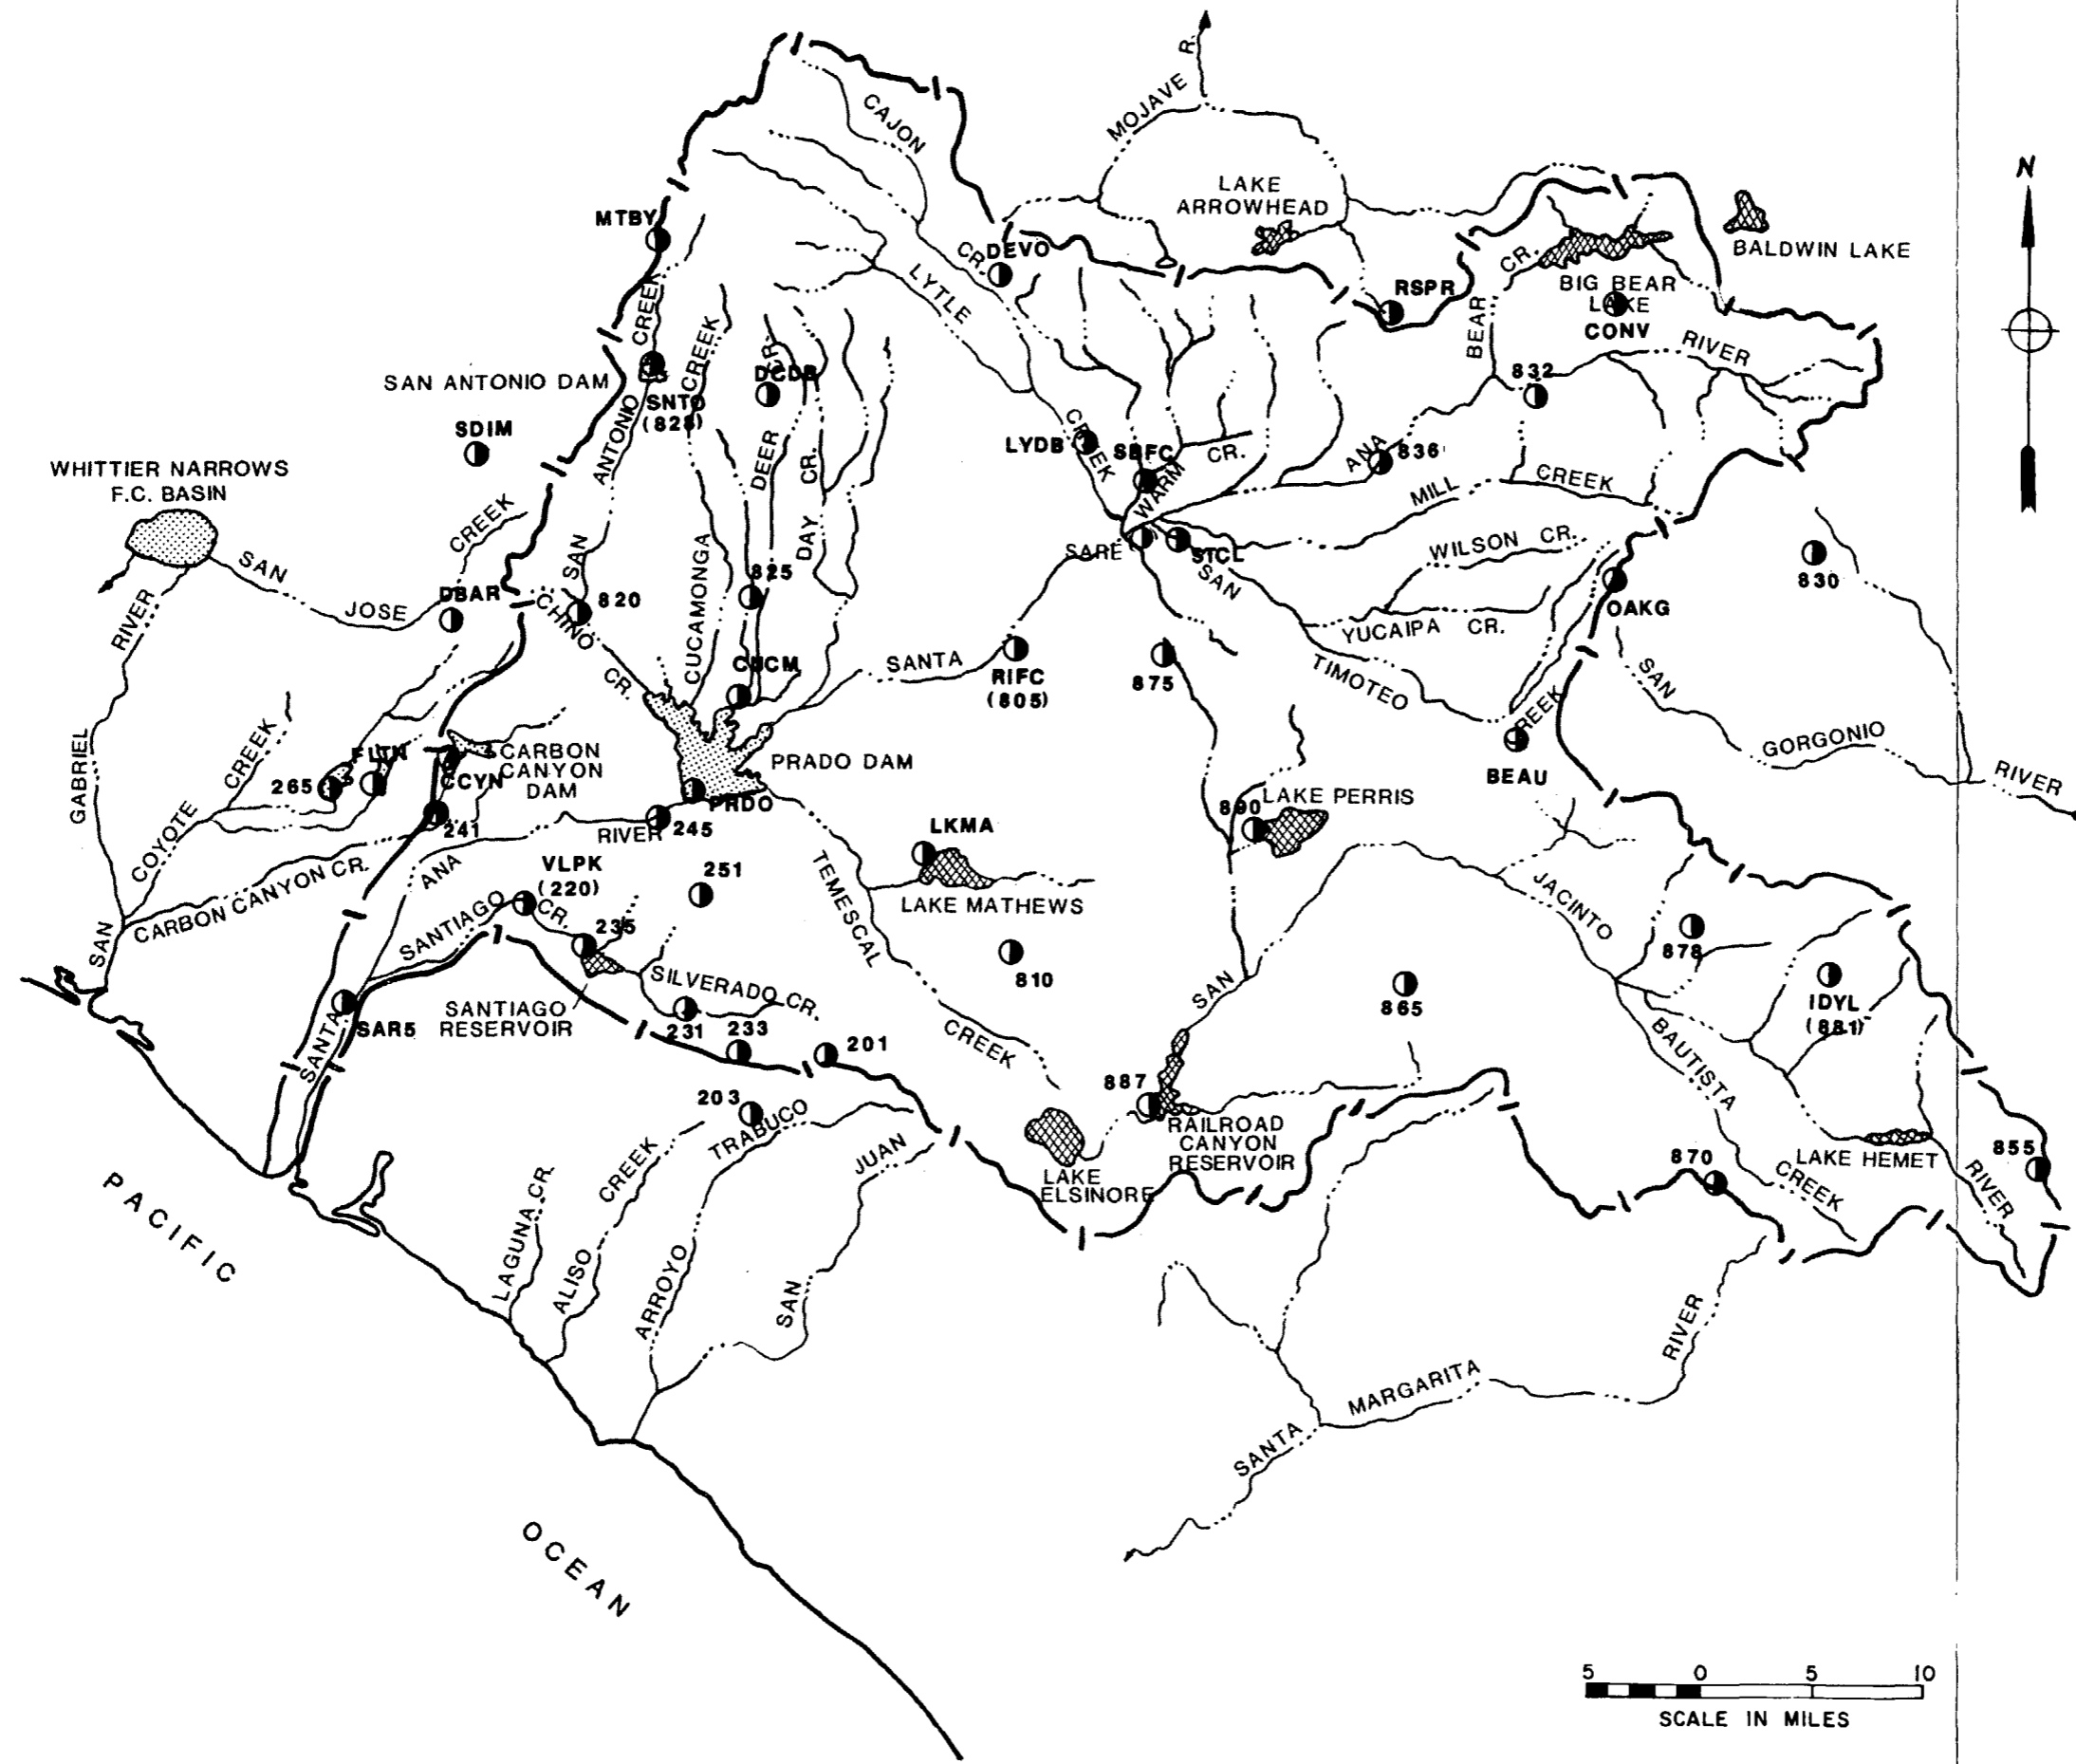 MOJAVE R.
CAJON
CR.
LAKE
ARROWHEAD
N
MTBY
DEVO
BALDWIN LAKE
CR.
BEAR
LYTLE
CREEK
RSPR
BIG BEAR
LAKE
CONV
RIVER
SAN ANTONIO DAM
SNTO
(828)
CREEK
ANTONIO
SAN
CREEK
CUCAMONGA
CR.
DCDR
DEER
DAY CR.
832
SDIM
LYDB
SBFC
WARM
CR.
ANA
836
MILL
CREEK
WHITTIER NARROWS
F.C. BASIN
SAN
JOSE
CREEK
DBAR
CHINO
CR.
820
825
SARE
STCL
WILSON CR.
830
OAKG
YUCAIPA CR.
SAN
TIMOTEO
CREEK
RIVER
CUCM
SANTA
RIFC
(805)
875
SAN
GORGONIO
RIVER
GABRIEL
SAN
COYOTE
CREEK
265
FLTN
CCYN
CARBON
CANYON
DAM
PRADO DAM
PRDO
BEAU
241
RIVER
245
890
LAKE PERRIS
LKMA
LAKE MATHEWS
CARBON CANYON CR.
ANA
VLPK
(220)
251
TEMESCAL
CREEK
JACINTO
SANTIAGO
CR.
235
810
878
SILVERADO CR.
SAN
865
IDYL
(881)
SANTA
SAR5
SANTIAGO
RESERVOIR
231
233
201
BAUTISTA
CREEK
887
RAILROAD
CANYON
RESERVOIR
203
TRABUCO
ARROYO
JUAN
SAN
LAKE
ELSINORE
870
LAKE HEMET
855
RIVER
PACIFIC
OCEAN
LAGUNA CR.
ALISO
CREEK
SANTA
MARGARITA
RIVER
5 0 5 10
SCALE IN MILES